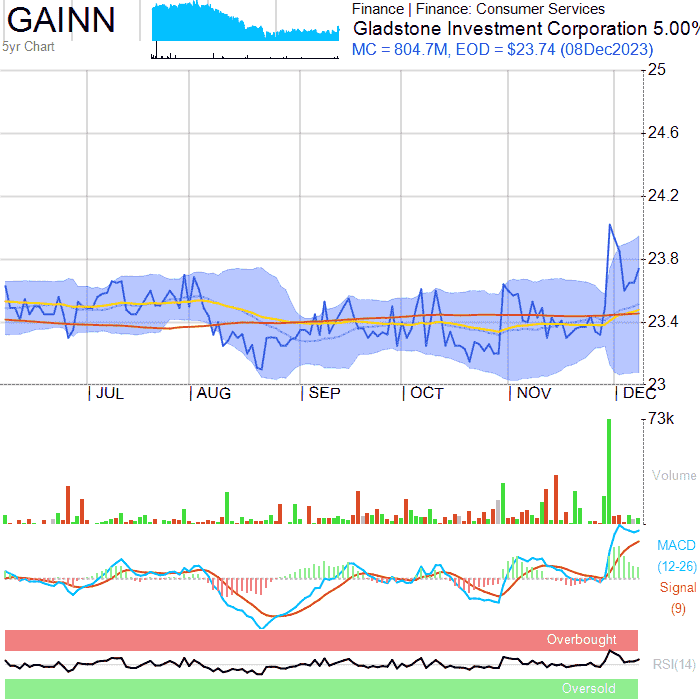 GAINN
5yr Chart
Finance | Finance: Consumer Services
Gladstone Investment Corporation 5.00%
MC = 804.7M, EOD = $23.74 (08Dec2023)
25
24.6
24.2
23.8
23.4
23
JUL AUG SEP OCT NOV DEC
73k
Volume
MACD
(12-26)
Signal
(9)
Overbought
RSI(14)
Oversold